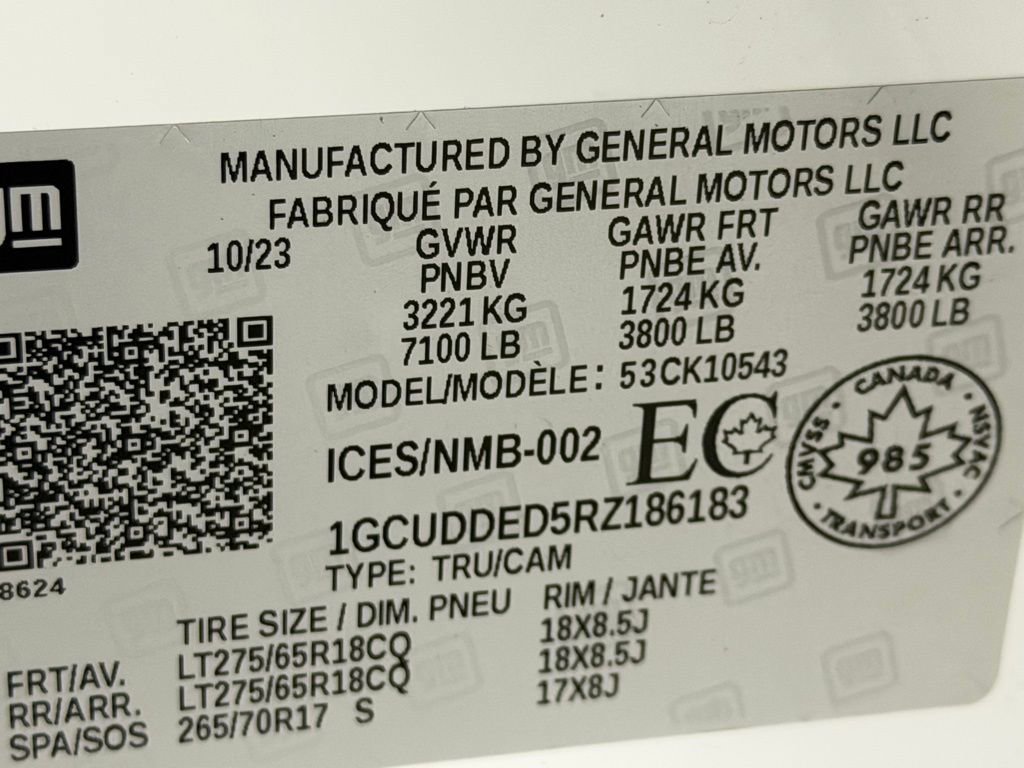 MANUFACTURED BY GENERAL MOTORS LLC
FABRIQUÉ PAR GENERAL MOTORS LLC
10/23 GVWR GAWR FRT GAWR RR
PNBV PNBE AV. PNBE ARR.
3221 KG 1724 KG 1724 KG
7100 LB 3800 LB 3800 LB
MODEL/MODÈLE: 53CK10543
ICES/NMB-002 EC
CANADA
CMVSS 985 NSVAC
TRANSPORT
1GCUDDED5RZ186183
TYPE: TRU/CAM
8624
TIRE SIZE / DIM. PNEU RIM / JANTE
FRT/AV. LT275/65R18CQ 18X8.5J
RR/ARR. LT275/65R18CQ 18X8.5J
SPA/SOS 265/70R17 S 17X8J